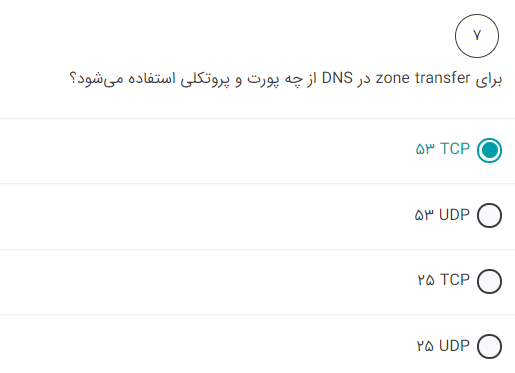 ۷
برای zone transfer در DNS از چه پورت و پروتکلی استفاده می‌شود؟
۵۳ TCP
۵۳ UDP
۲۵ TCP
۲۵ UDP